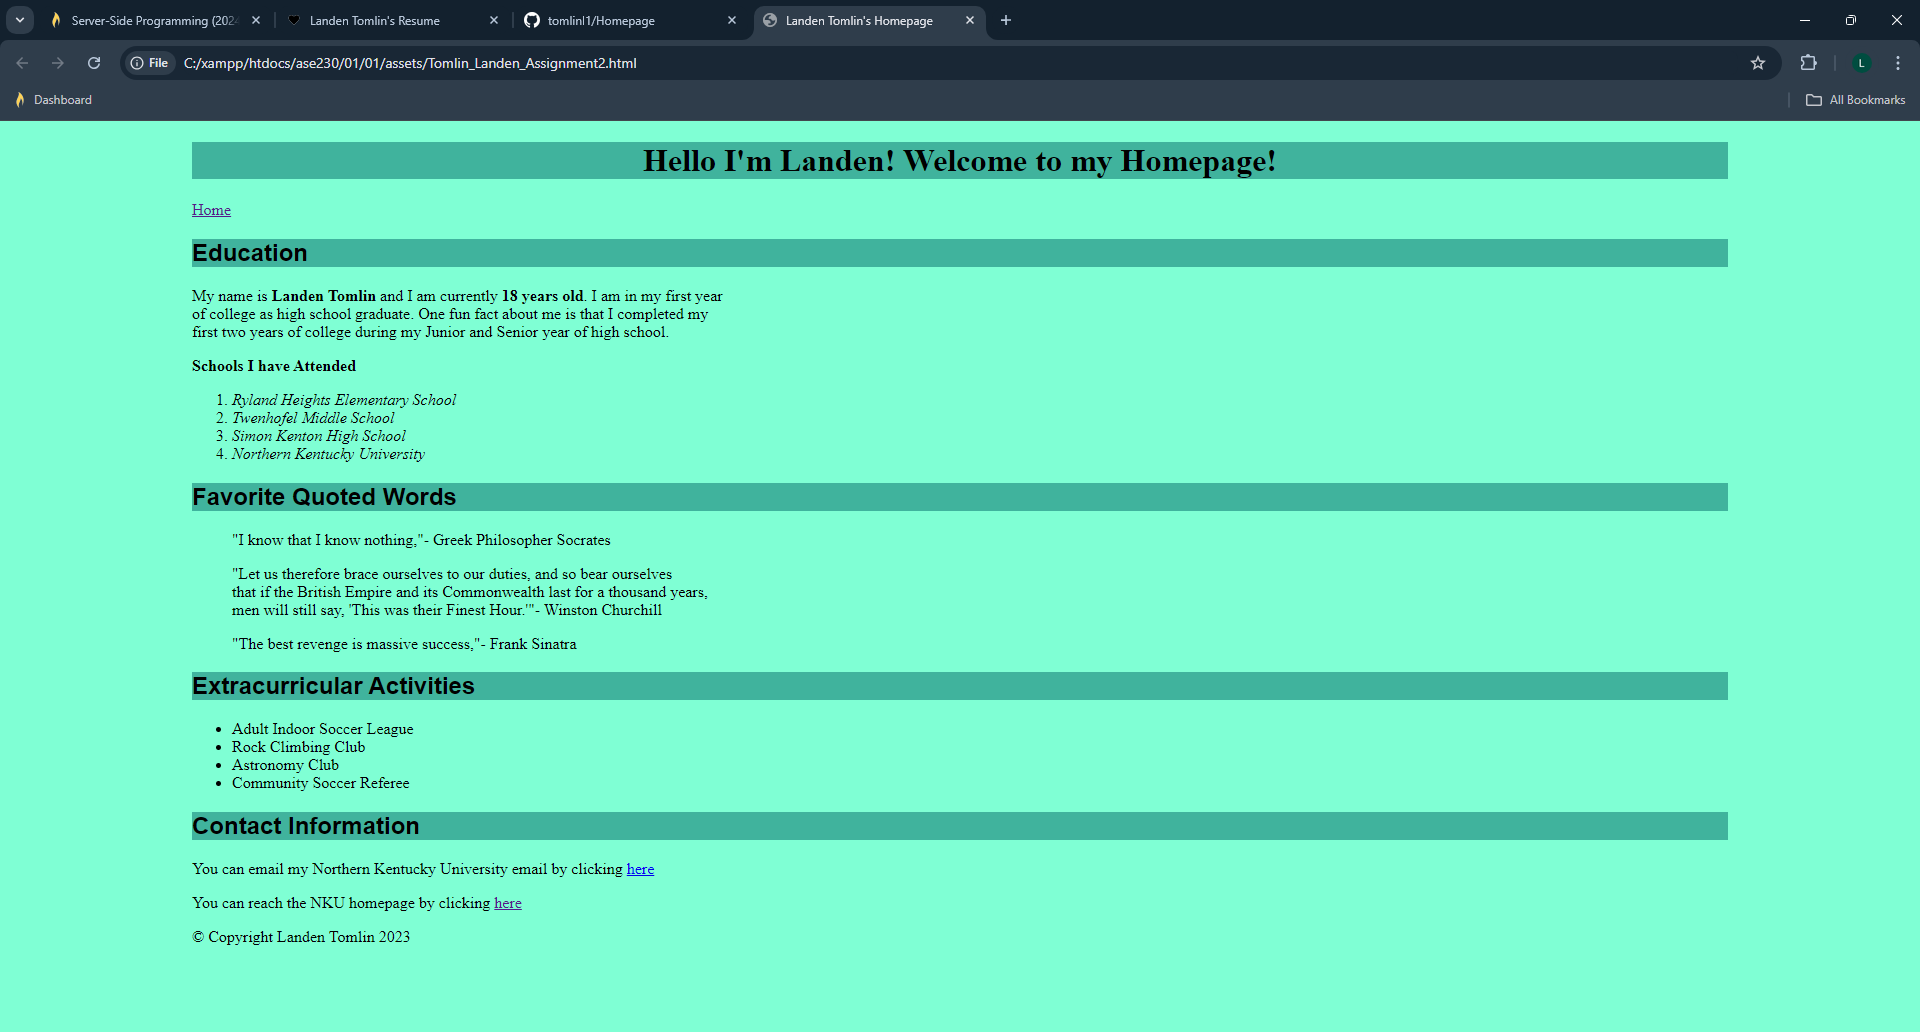 Server-Side Programming (2024
Landen Tomlin's Resume
tomlinl1/Homepage
Landen Tomlin's Homepage
File
C:/xampp/htdocs/ase230/01/01/assets/Tomlin_Landen_Assignment2.html
L
Dashboard
All Bookmarks
Hello I'm Landen! Welcome to my Homepage!
Home
Education
My name is Landen Tomlin and I am currently 18 years old. I am in my first year
of college as high school graduate. One fun fact about me is that I completed my
first two years of college during my Junior and Senior year of high school.
Schools I have Attended
1. Ryland Heights Elementary School
2. Twenhofel Middle School
3. Simon Kenton High School
4. Northern Kentucky University
Favorite Quoted Words
"I know that I know nothing,"- Greek Philosopher Socrates
"Let us therefore brace ourselves to our duties, and so bear ourselves
that if the British Empire and its Commonwealth last for a thousand years,
men will still say, 'This was their Finest Hour.'"- Winston Churchill
"The best revenge is massive success,"- Frank Sinatra
Extracurricular Activities
• Adult Indoor Soccer League
• Rock Climbing Club
• Astronomy Club
• Community Soccer Referee
Contact Information
You can email my Northern Kentucky University email by clicking here
You can reach the NKU homepage by clicking here
© Copyright Landen Tomlin 2023